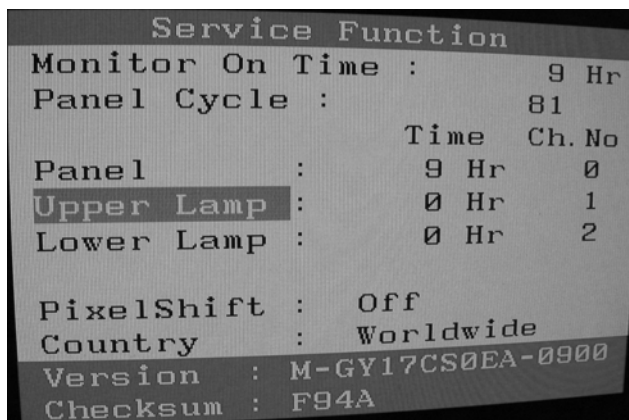 Service Function
Monitor On Time : 9 Hr
Panel Cycle : 81
Time Ch. No
Panel : 9 Hr 0
Upper Lamp : 0 Hr 1
Lower Lamp : 0 Hr 2
PixelShift : Off
Country : Worldwide
Version : M-GY17CS0EA-0900
Checksum : F94A